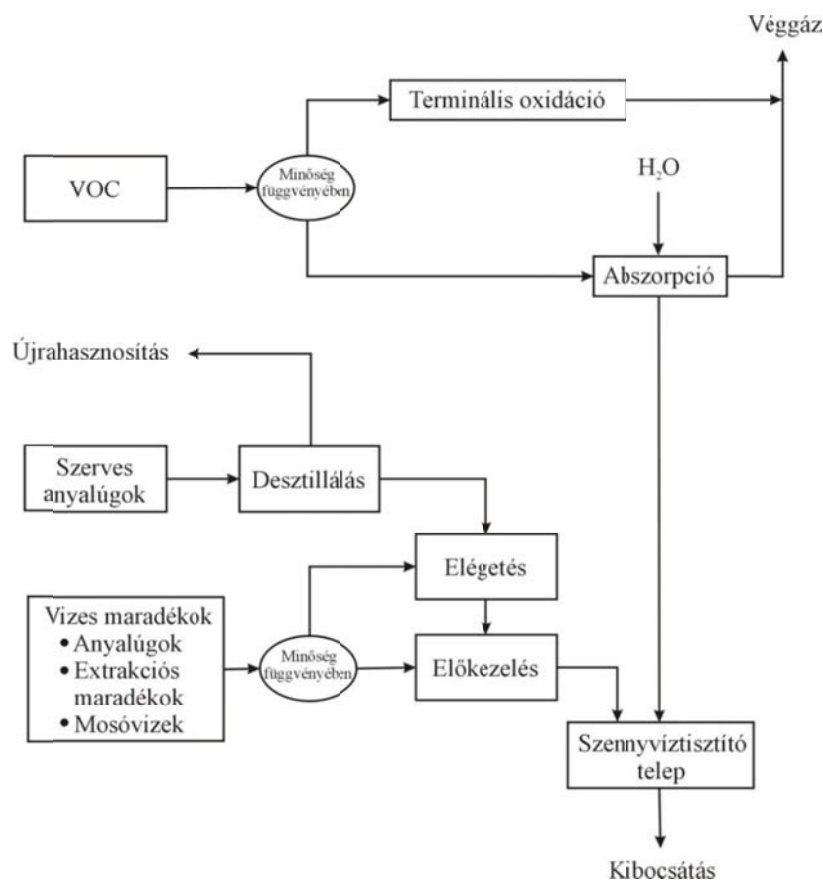 Véggáz
Terminális oxidáció
VOC
Minőség
függvényében
H₂O
Abszorpció
Újrahasznosítás
Szerves
anyalúgok
Desztillálás
Elégetés
Vizes maradékok
• Anyalúgok
• Extrakciós
maradékok
• Mosóvizek
Minőség
függvényében
Előkezelés
Szennyvíztisztító
telep
Kibocsátás